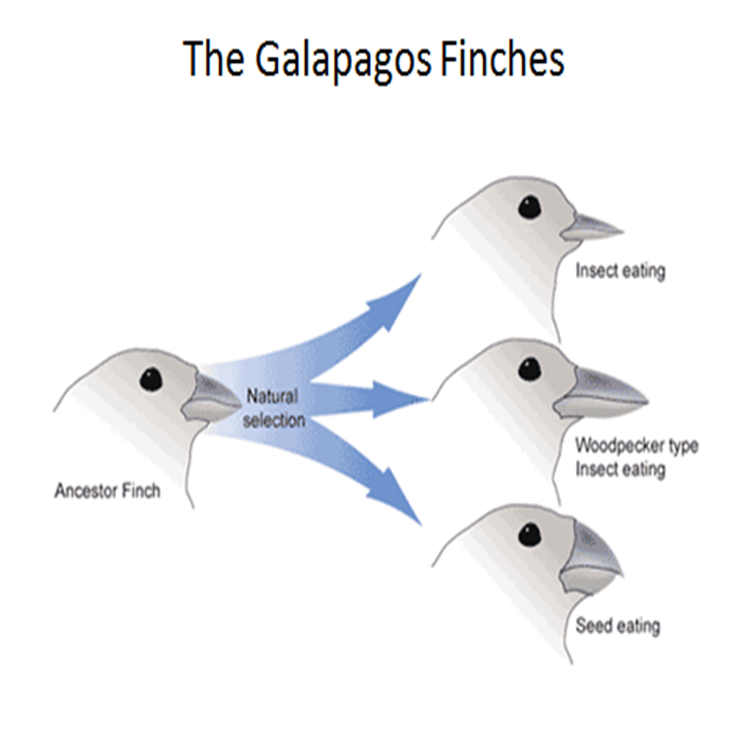 The Galapagos Finches
Insect eating
Natural
selection
Ancestor Finch
Woodpecker type
Insect eating
Seed eating